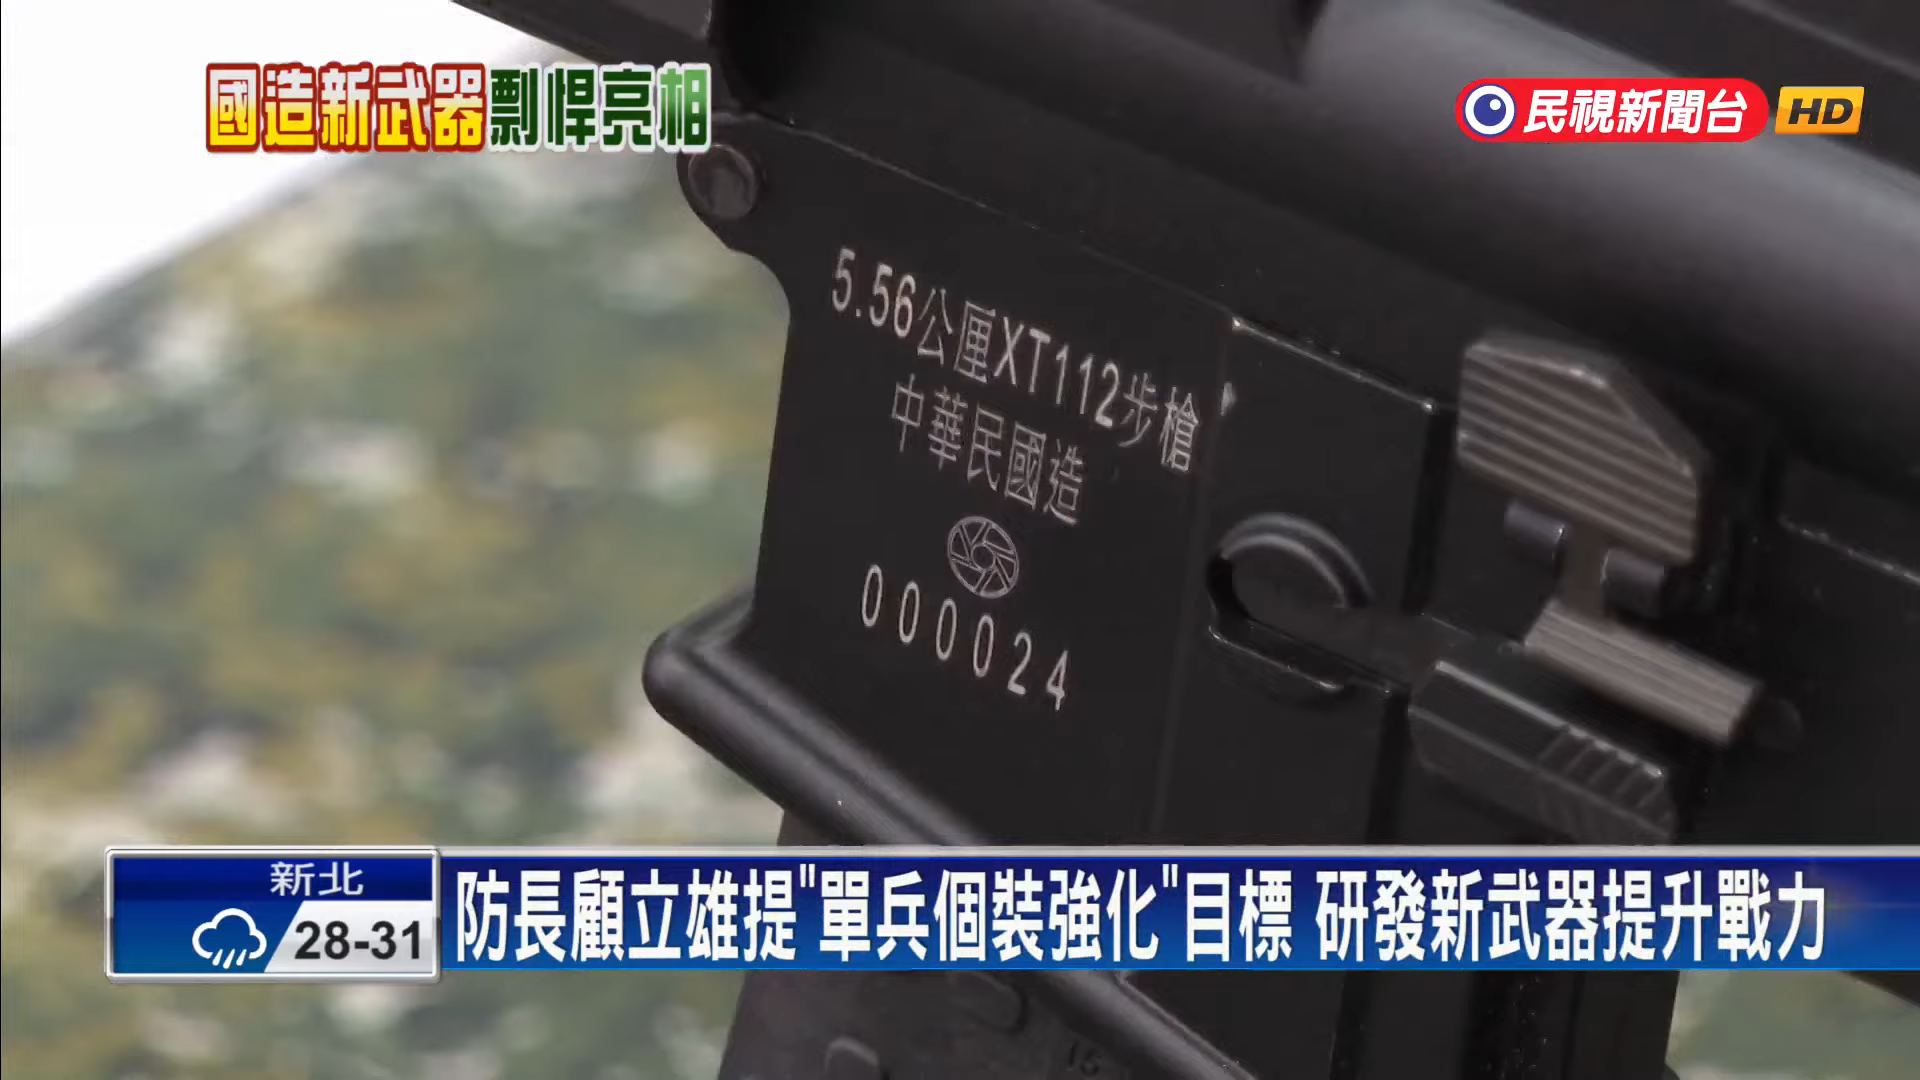 國造新武器剽悍亮相
民視新聞台 HD
5.56公厘XT112步槍
中華民國造
000024
新北
28-31
防長顧立雄提"單兵個裝強化"目標 研發新武器提升戰力